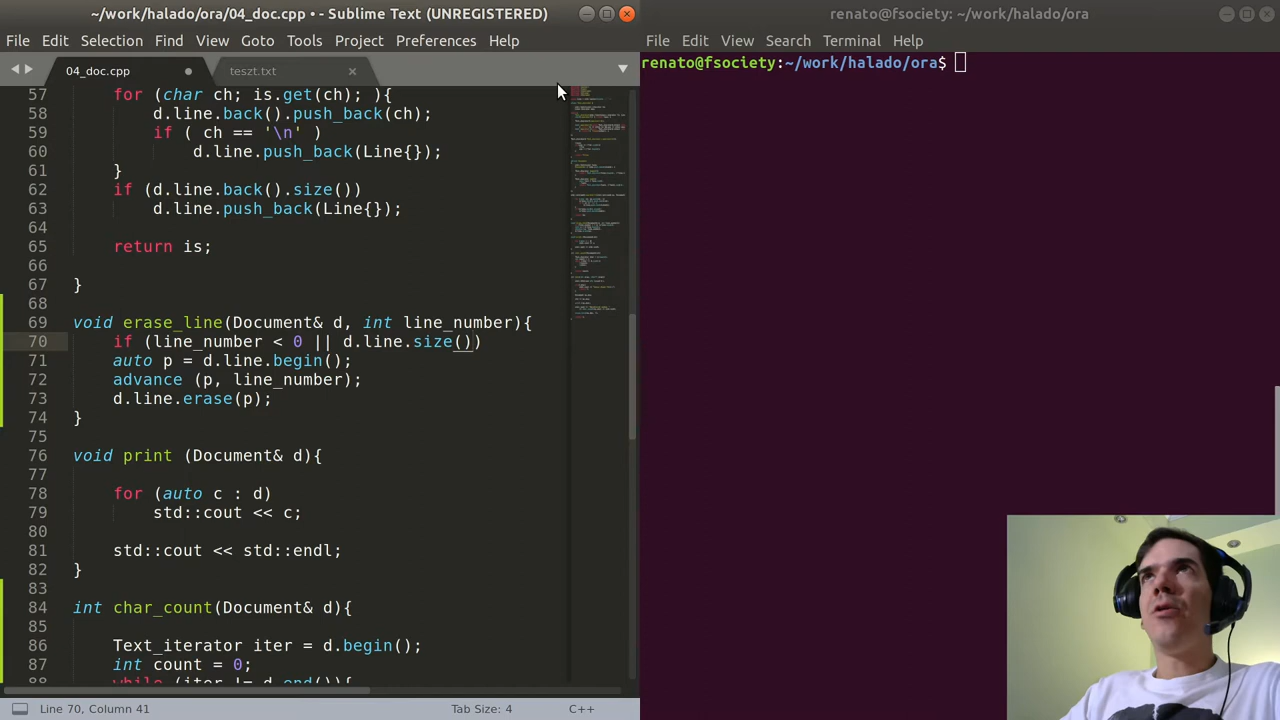 ~/work/halado/ora/04_doc.cpp • - Sublime Text (UNREGISTERED)
File Edit Selection Find View Goto Tools Project Preferences Help
04_doc.cpp teszt.txt
57 for (char ch; is.get(ch); ){
58 d.line.back().push_back(ch);
59 if ( ch == '\n' )
60 d.line.push_back(Line{});
61 }
62 if (d.line.back().size())
63 d.line.push_back(Line{});
64
65 return is;
66
67 }
68
69 void erase_line(Document& d, int line_number){
70 if (line_number < 0 || d.line.size())
71 auto p = d.line.begin();
72 advance (p, line_number);
73 d.line.erase(p);
74 }
75
76 void print (Document& d){
77
78 for (auto c : d)
79 std::cout << c;
80
81 std::cout << std::endl;
82 }
83
84 int char_count(Document& d){
85
86 Text_iterator iter = d.begin();
87 int count = 0;
88 while (iter != d.end()){
Line 70, Column 41 Tab Size: 4 C++
renato@fsociety: ~/work/halado/ora
File Edit View Search Terminal Help
renato@fsociety:~/work/halado/ora$